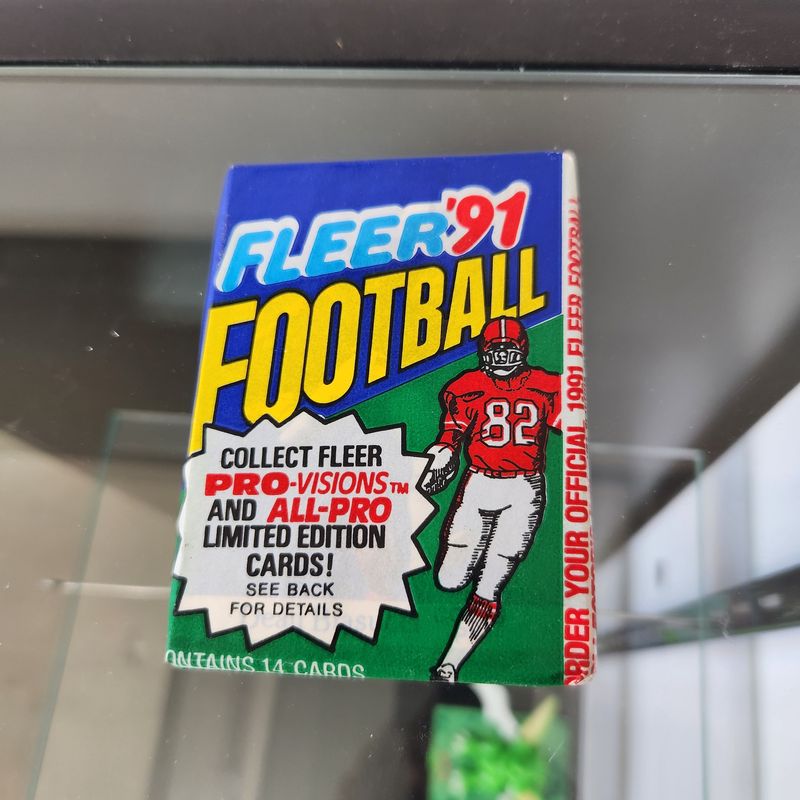 FLEER '91
FOOTBALL
82
COLLECT FLEER
PRO-VISIONS™
AND ALL-PRO
LIMITED EDITION
CARDS!
SEE BACK
FOR DETAILS
ONTAINS 14 CARDS
RDER YOUR OFFICIAL 1991 FLEER FOOTBALL